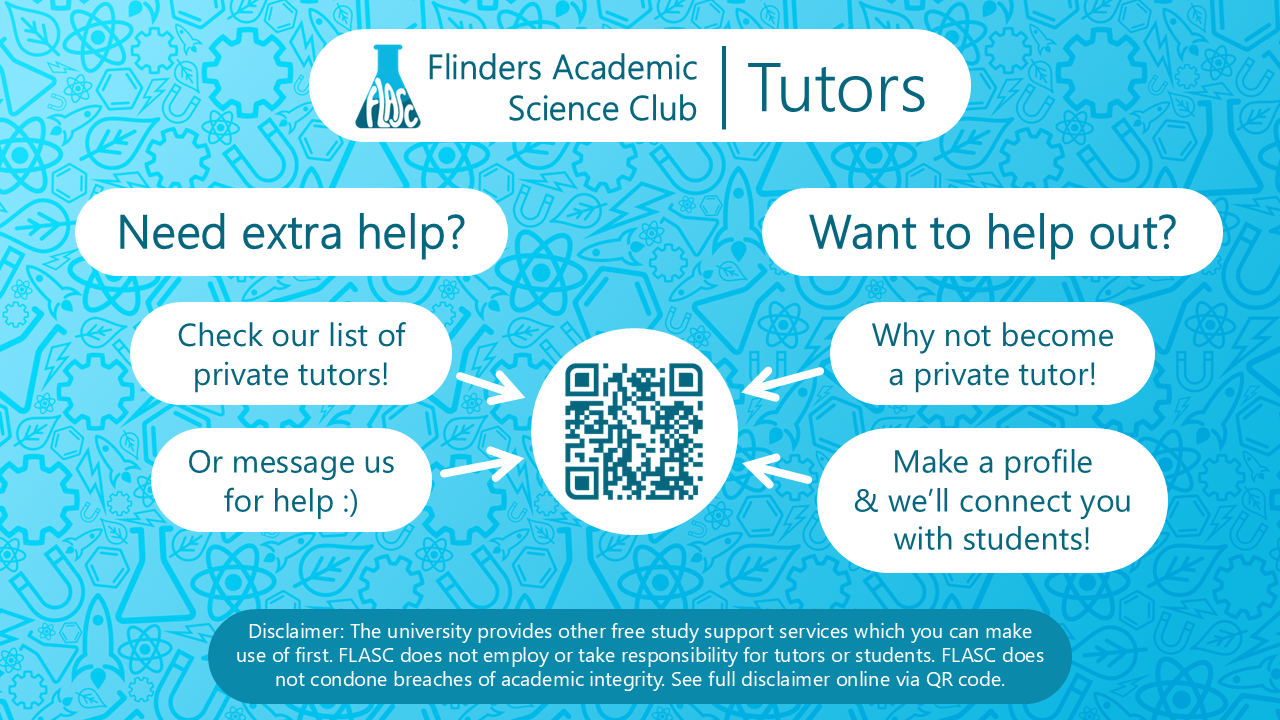 FLASC
Flinders Academic
Science Club
Tutors
Need extra help?
Check our list of
private tutors!
Or message us
for help :)
Want to help out?
Why not become
a private tutor!
Make a profile
& we’ll connect you
with students!
Disclaimer: The university provides other free study support services which you can make
use of first. FLASC does not employ or take responsibility for tutors or students. FLASC does
not condone breaches of academic integrity. See full disclaimer online via QR code.